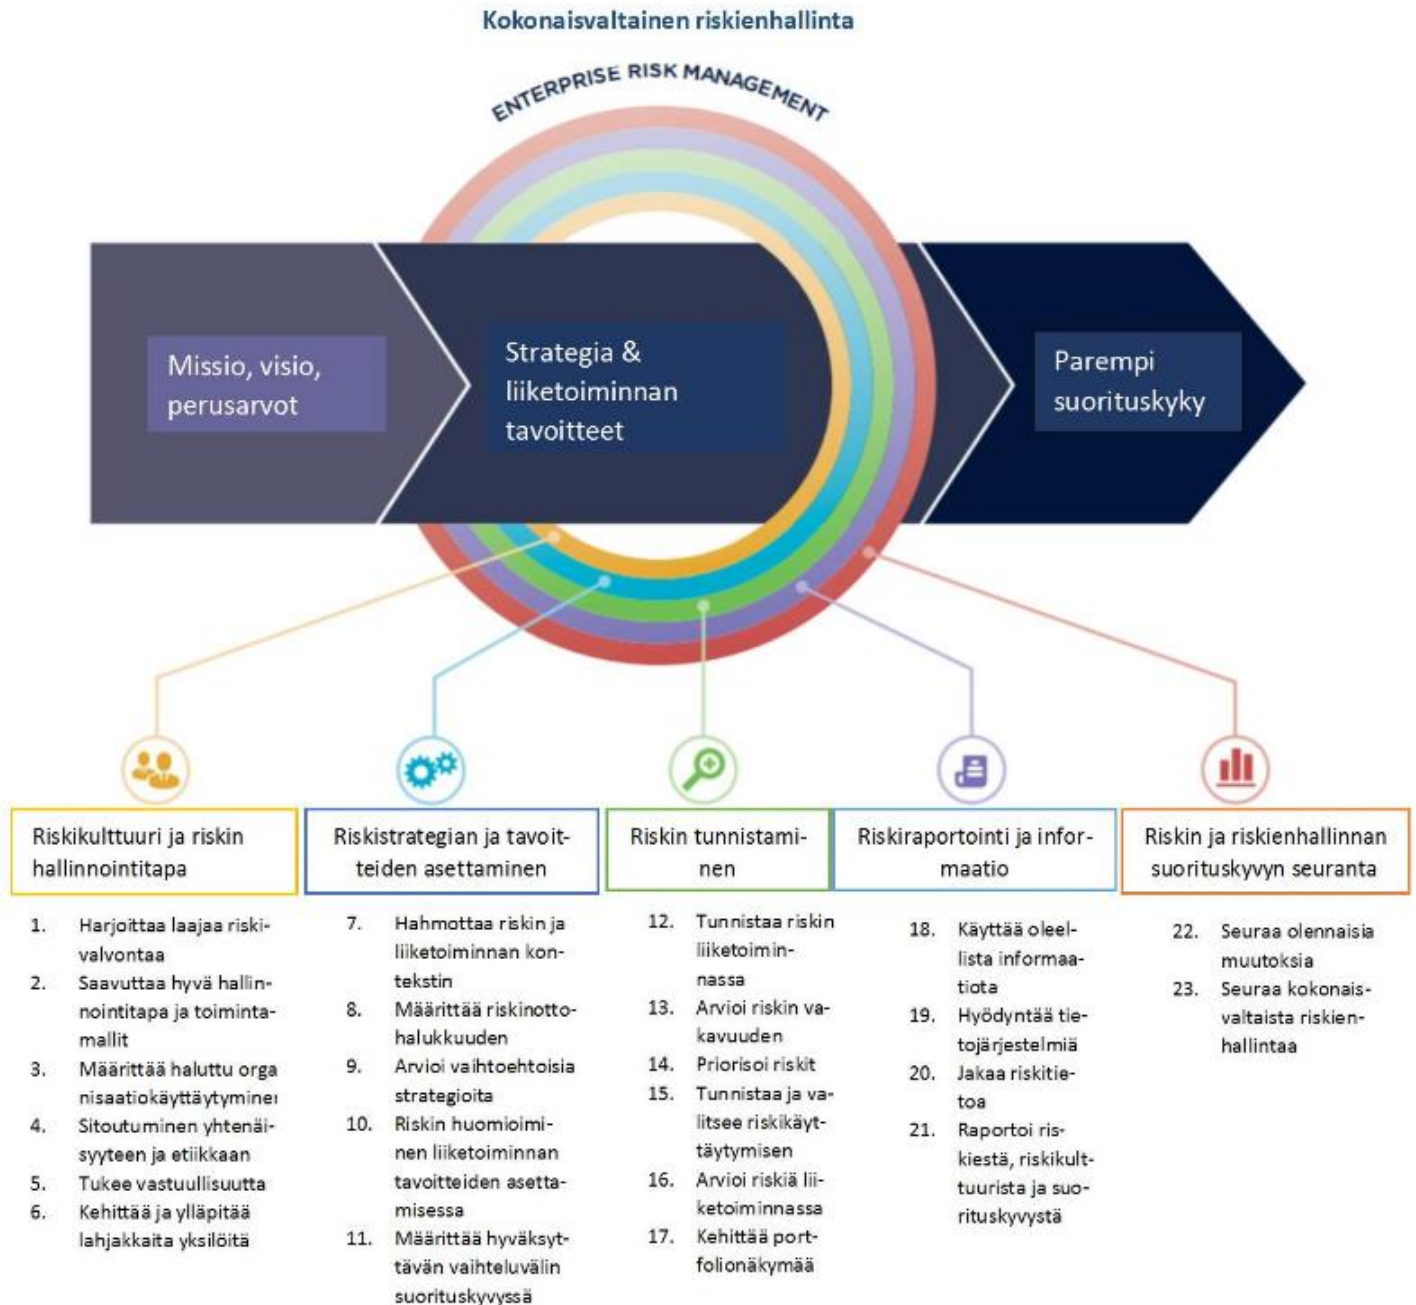 Kokonaisvaltainen riskienhallinta
ENTERPRISE RISK MANAGEMENT
Missio, visio,
perusarvot
Strategia &
liiketoiminnan
tavoitteet
Parempi
suorituskyky
Riskikulttuuri ja riskin
hallinnointitapa
1. Harjoittaa laajaa riski-
valvontaa
2. Saavuttaa hyvä hallin-
nointitapa ja toiminta-
mallit
3. Määrittää haluttu orga
nisaatiokäyttäytyminen
4. Sitoutuminen yhtenäi-
syyteen ja etiikkaan
5. Tukee vastuullisuutta
6. Kehittää ja ylläpitää
lahjakkaita yksilöitä
Riskistrategian ja tavoit-
teiden asettaminen
7. Hahmottaa riskin ja
liiketoiminnan kon-
tekstin
8. Määrittää riskinotto-
halukkuuden
9. Arvioi vaihtoehtoisia
strategioita
10. Riskin huomioimi-
nen liiketoiminnan
tavoitteiden asetta-
misessa
11. Määrittää hyväksyt-
tävän vaihteluvälin
suorituskyvyssä
Riskin tunnistami-
nen
12. Tunnistaa riskin
liiketoimin-
nassa
13. Arvioi riskin va-
kavuuden
14. Priorisoi riskit
15. Tunnistaa ja va-
litsee riskikäyt-
täytymisen
16. Arvioi riskiä lii-
ketoiminnassa
17. Kehittää port-
folionäkymää
Riskiraportointi ja infor-
maatio
18. Käyttää oleel-
lista informaa-
tiota
19. Hyödyntää tie-
tojärjestelmiä
20. Jakaa riskitie-
toa
21. Raportoi ris-
kiestä, riskikult-
tuurista ja suo-
rituskyvystä
Riskin ja riskienhallinnan
suorituskyvyn seuranta
22. Seuraa olennaisia
muutoksia
23. Seuraa kokonais-
valtaista riskien-
hallintaa